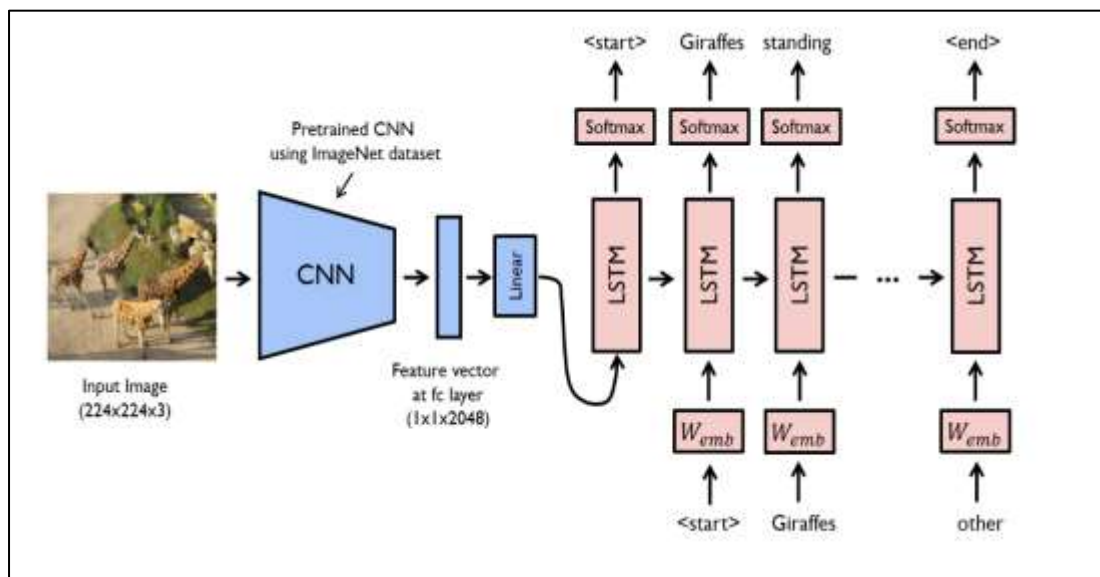 <start> Giraffes standing <end>
Softmax Softmax Softmax Softmax
Pretrained CNN
using ImageNet dataset
CNN
Linear
LSTM LSTM LSTM ... LSTM
Input Image
(224x224x3)
Feature vector
at fc layer
(1x1x2048)
W_emb W_emb W_emb
<start> Giraffes other